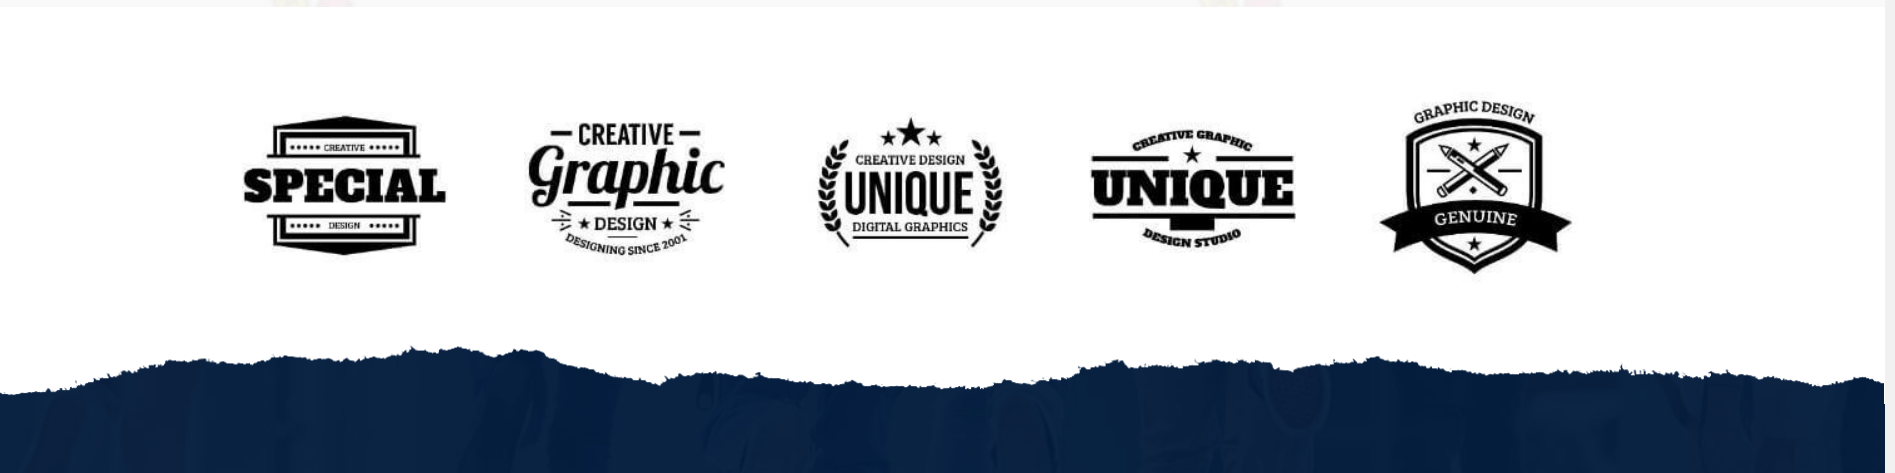 CREATIVE
SPECIAL
DESIGN
CREATIVE
Graphic
DESIGN
DESIGNING SINCE 2001
CREATIVE DESIGN
UNIQUE
DIGITAL GRAPHICS
CREATIVE GRAPHIC
UNIQUE
DESIGN STUDIO
GRAPHIC DESIGN
GENUINE